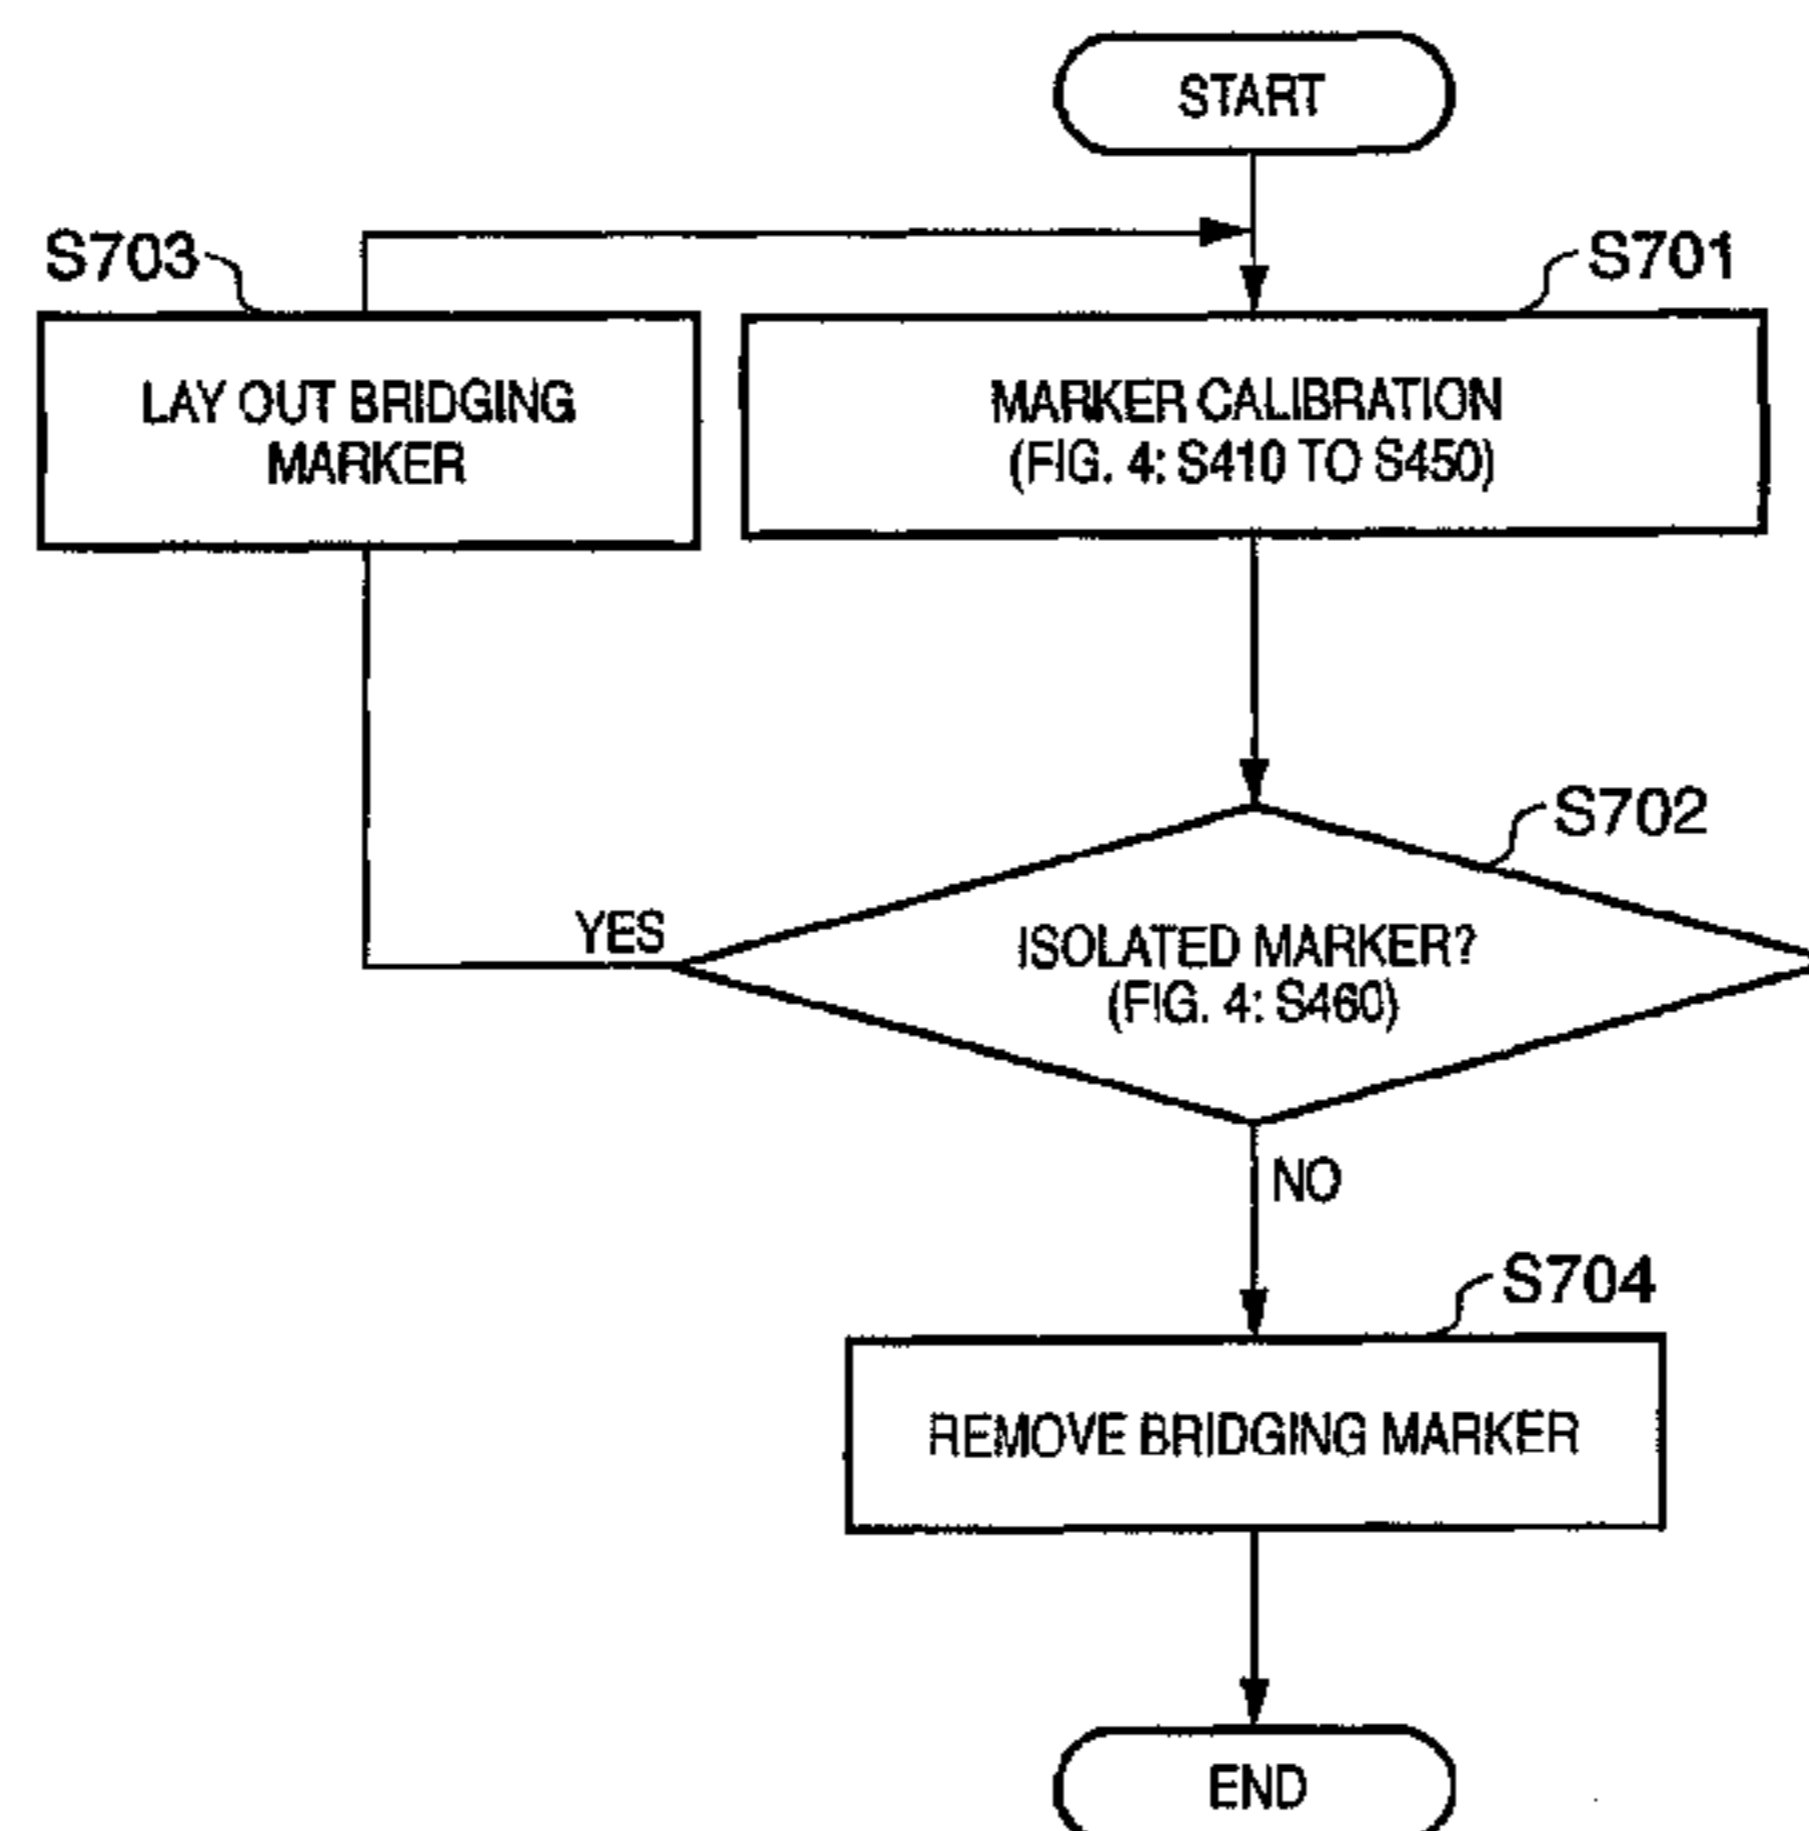 START
S703
S701
LAY OUT BRIDGING
MARKER
MARKER CALIBRATION
(FIG. 4: S410 TO S450)
S702
YES
ISOLATED MARKER?
(FIG. 4: S460)
NO
S704
REMOVE BRIDGING MARKER
END